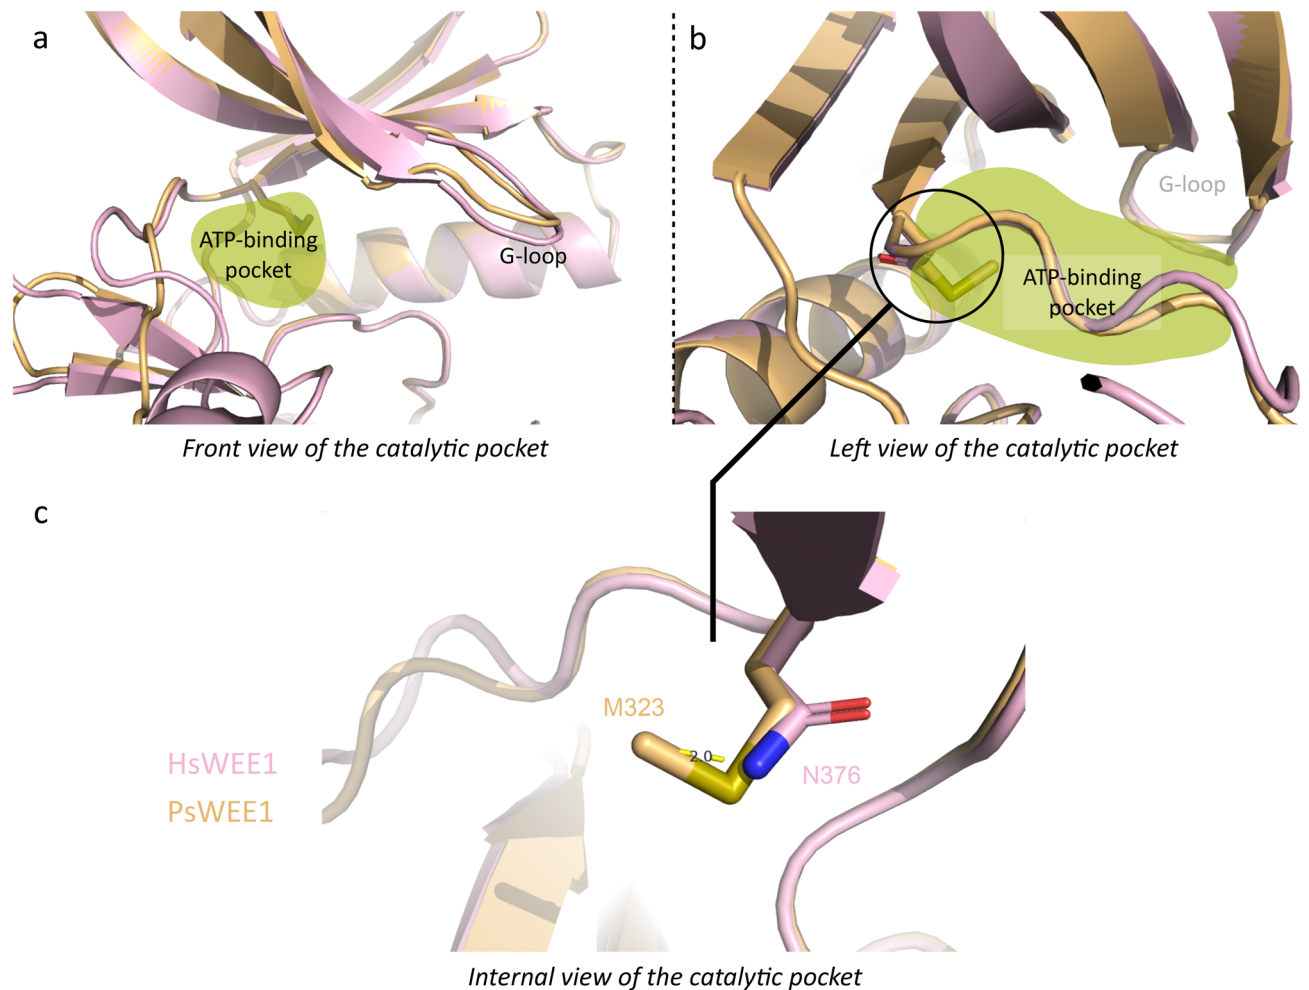 a
ATP-binding
pocket
G-loop
Front view of the catalytic pocket
b
G-loop
ATP-binding
pocket
Left view of the catalytic pocket
c
M323
2.0
N376
HsWEE1
PsWEE1
Internal view of the catalytic pocket